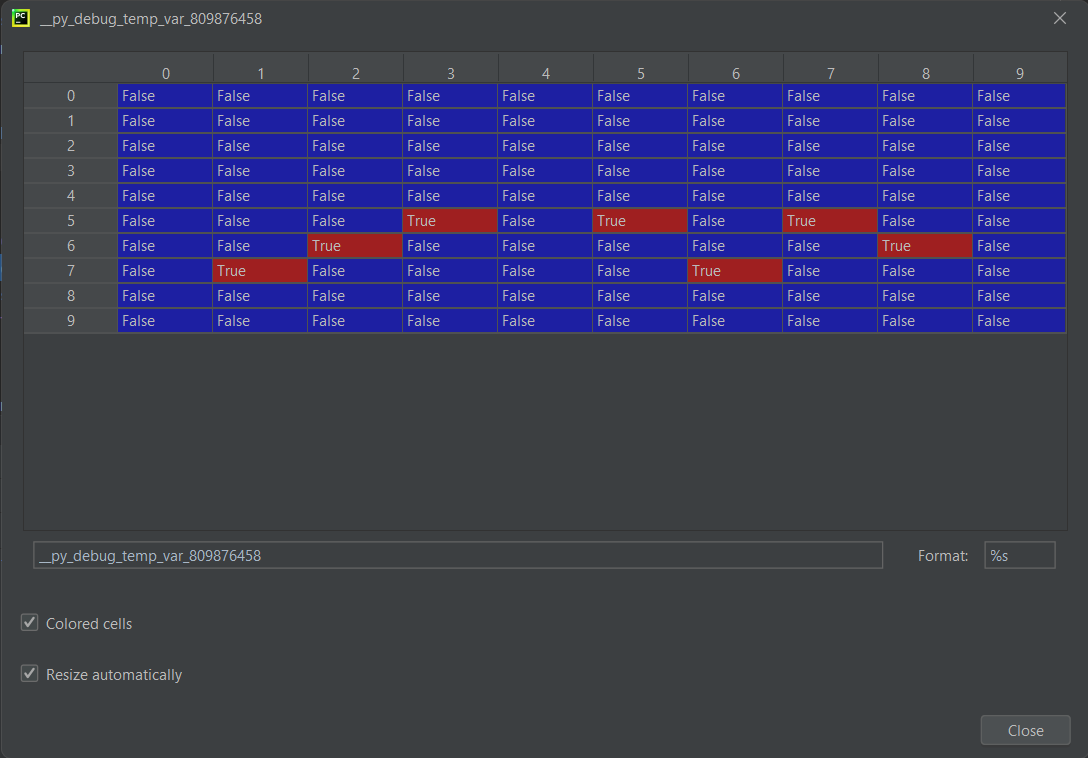 PC __py_debug_temp_var_809876458
0 1 2 3 4 5 6 7 8 9
0 False False False False False False False False False False
1 False False False False False False False False False False
2 False False False False False False False False False False
3 False False False False False False False False False False
4 False False False False False False False False False False
5 False False False True False True False True False False
6 False False True False False False False False True False
7 False True False False False False True False False False
8 False False False False False False False False False False
9 False False False False False False False False False False
__py_debug_temp_var_809876458 Format: %s
Colored cells
Resize automatically
Close